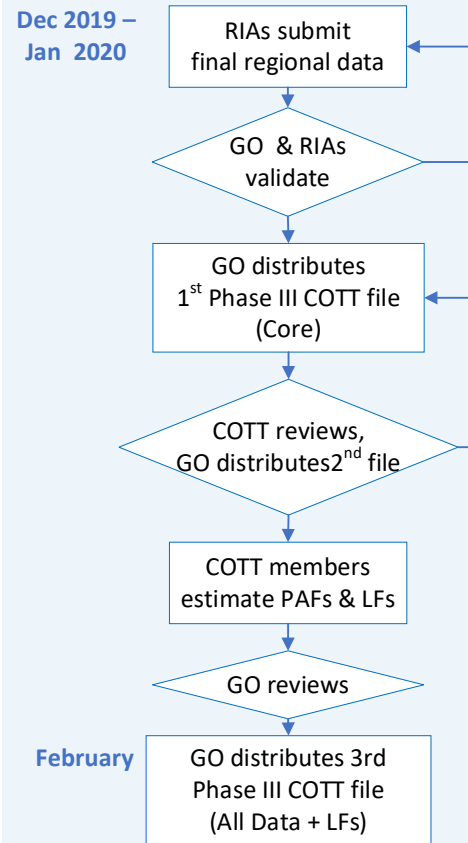 Dec 2019 –
Jan 2020
RIAs submit
final regional data
GO & RIAs
validate
GO distributes
1st Phase III COTT file
(Core)
COTT reviews,
GO distributes2nd file
COTT members
estimate PAFs & LFs
GO reviews
February
GO distributes 3rd
Phase III COTT file
(All Data + LFs)